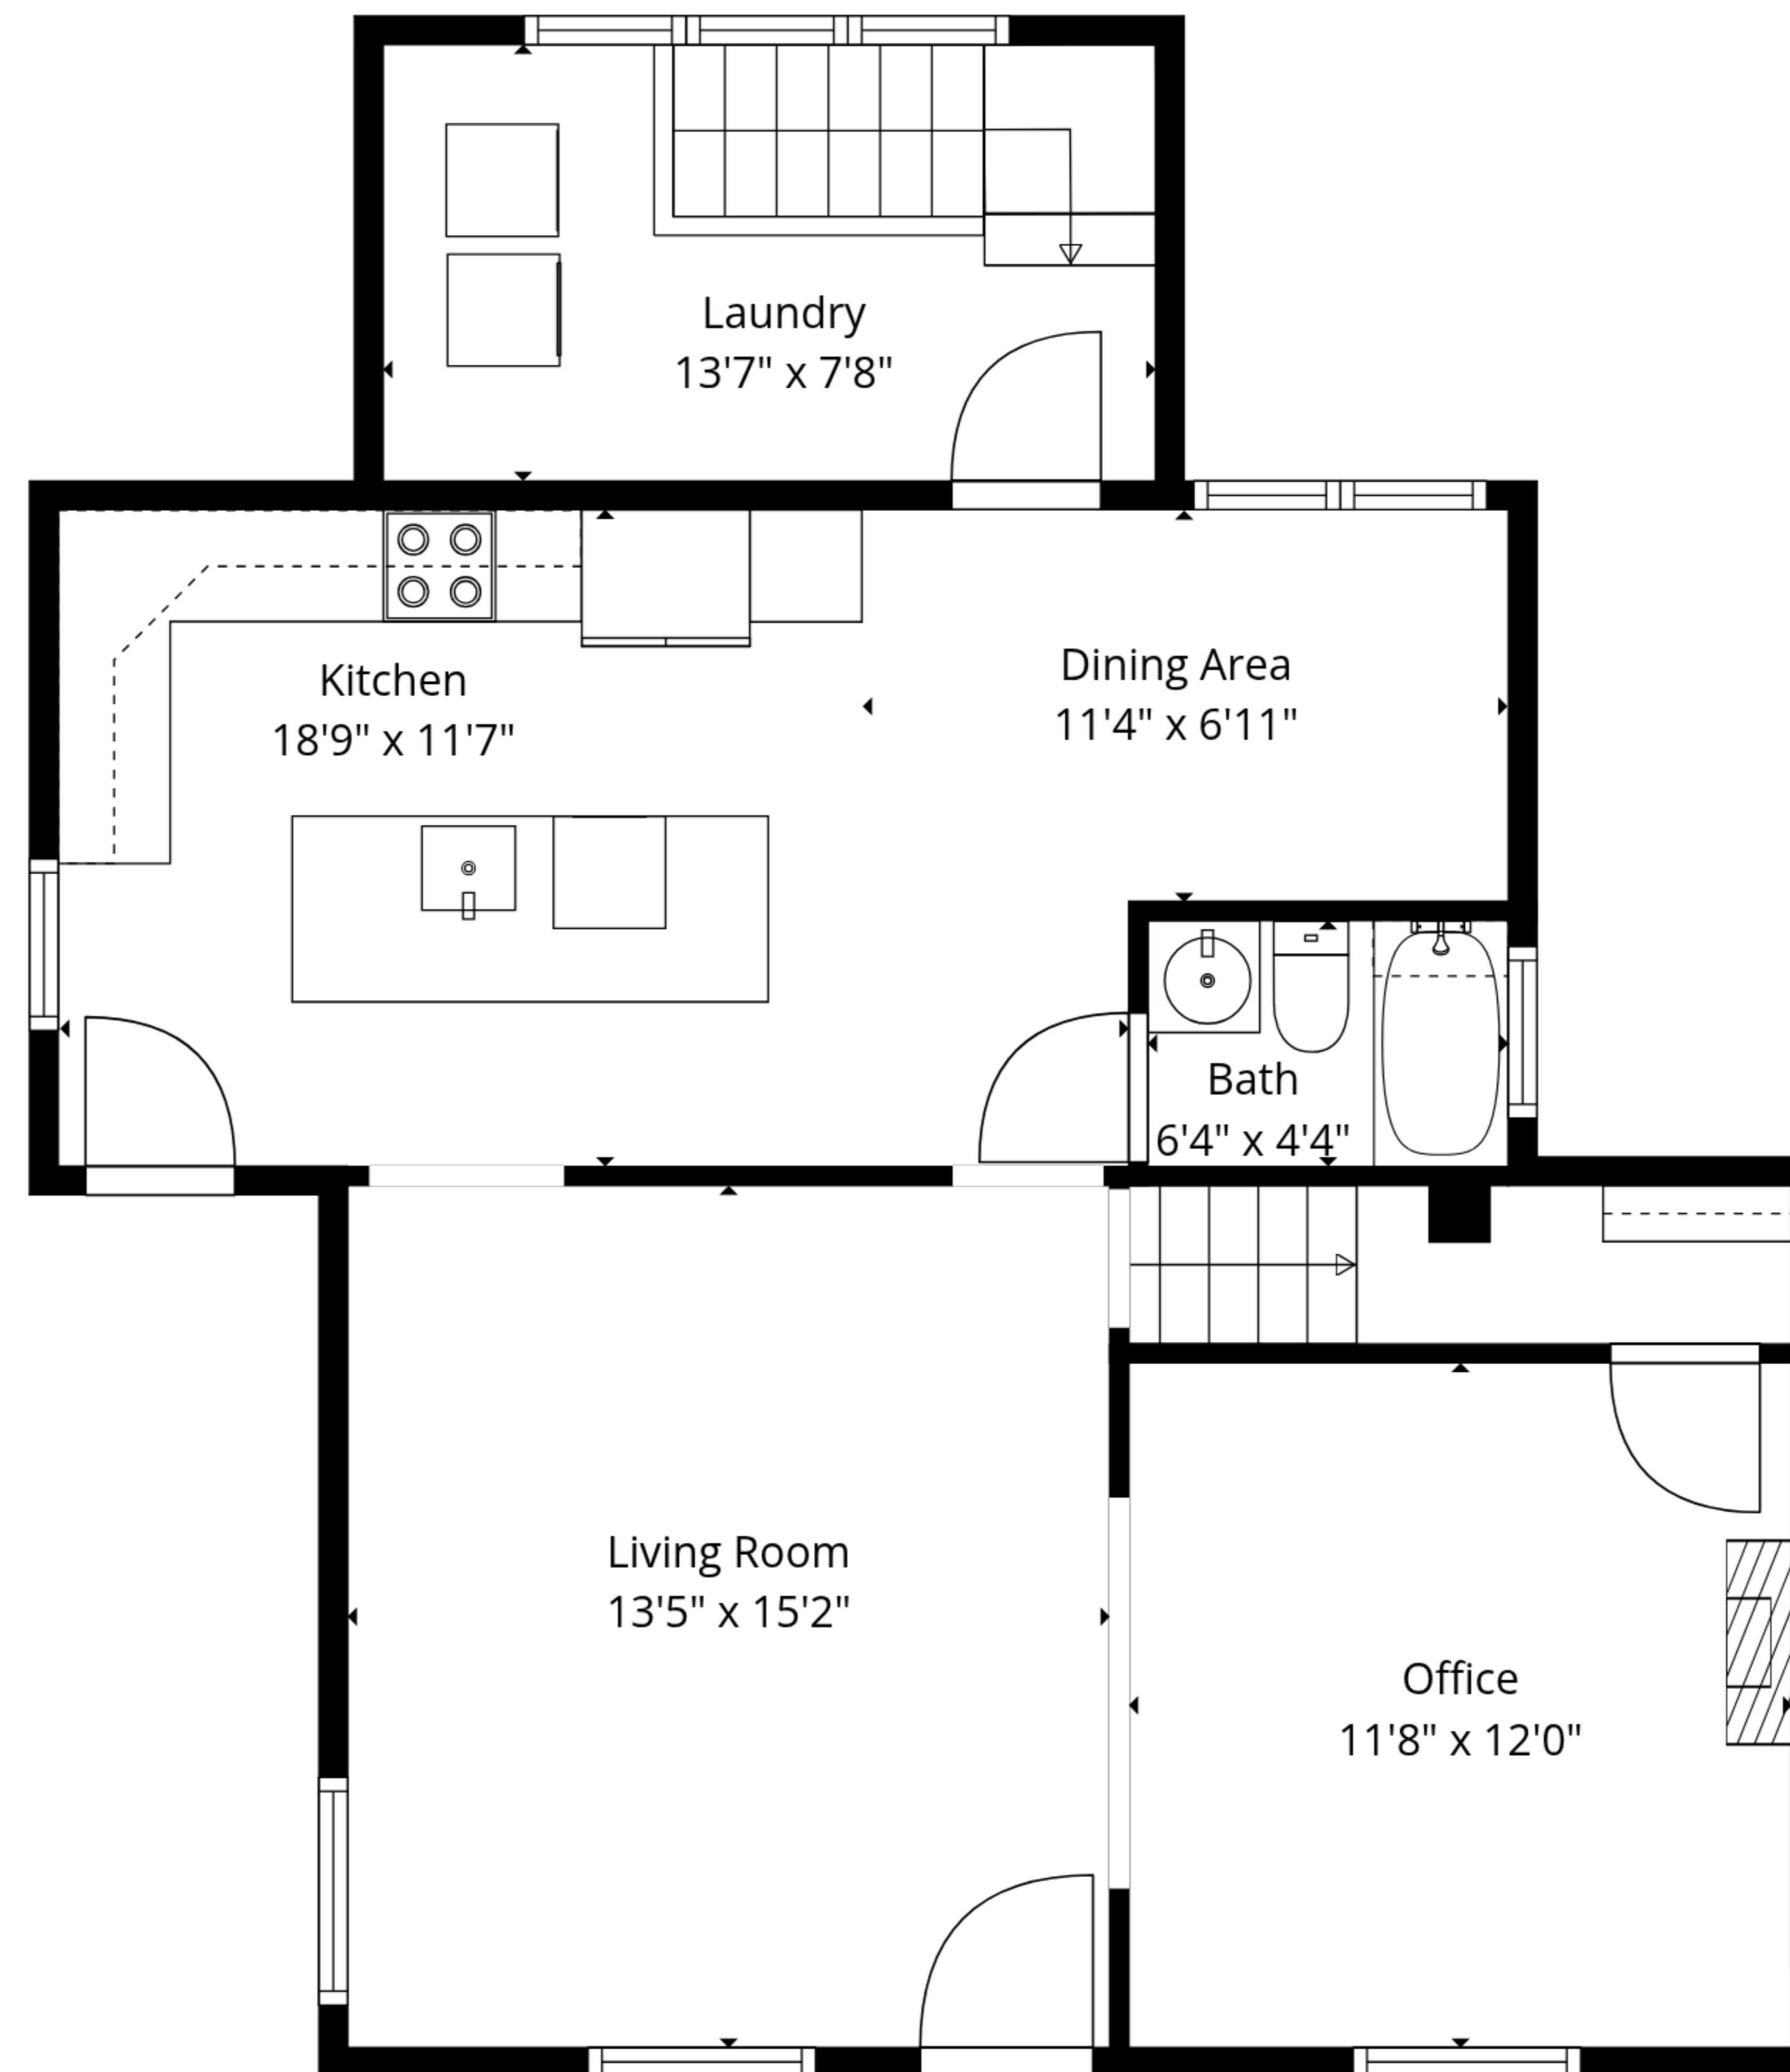 Laundry
13'7" x 7'8"
Kitchen
18'9" x 11'7"
Dining Area
11'4" x 6'11"
Bath
6'4" x 4'4"
Living Room
13'5" x 15'2"
Office
11'8" x 12'0"